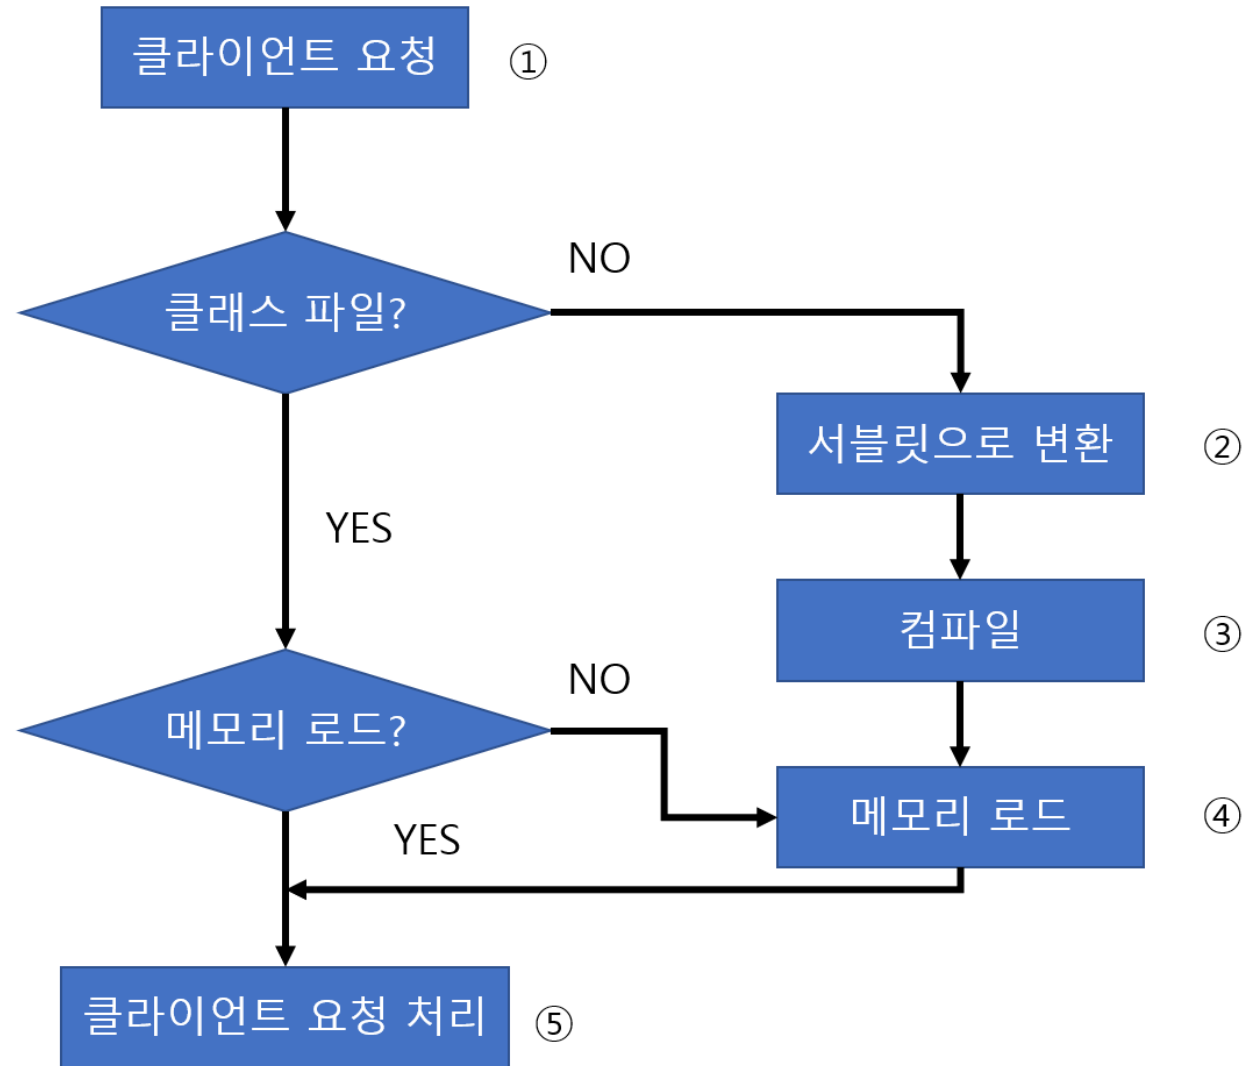 클라이언트 요청 ①
클래스 파일?
NO
서블릿으로 변환 ②
YES
컴파일 ③
메모리 로드?
NO
메모리 로드 ④
YES
클라이언트 요청 처리 ⑤